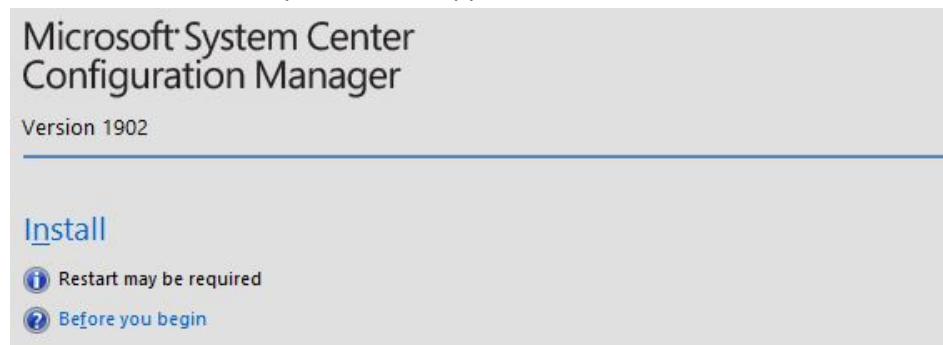 Microsoft System Center
Configuration Manager
Version 1902
Install
Restart may be required
Before you begin